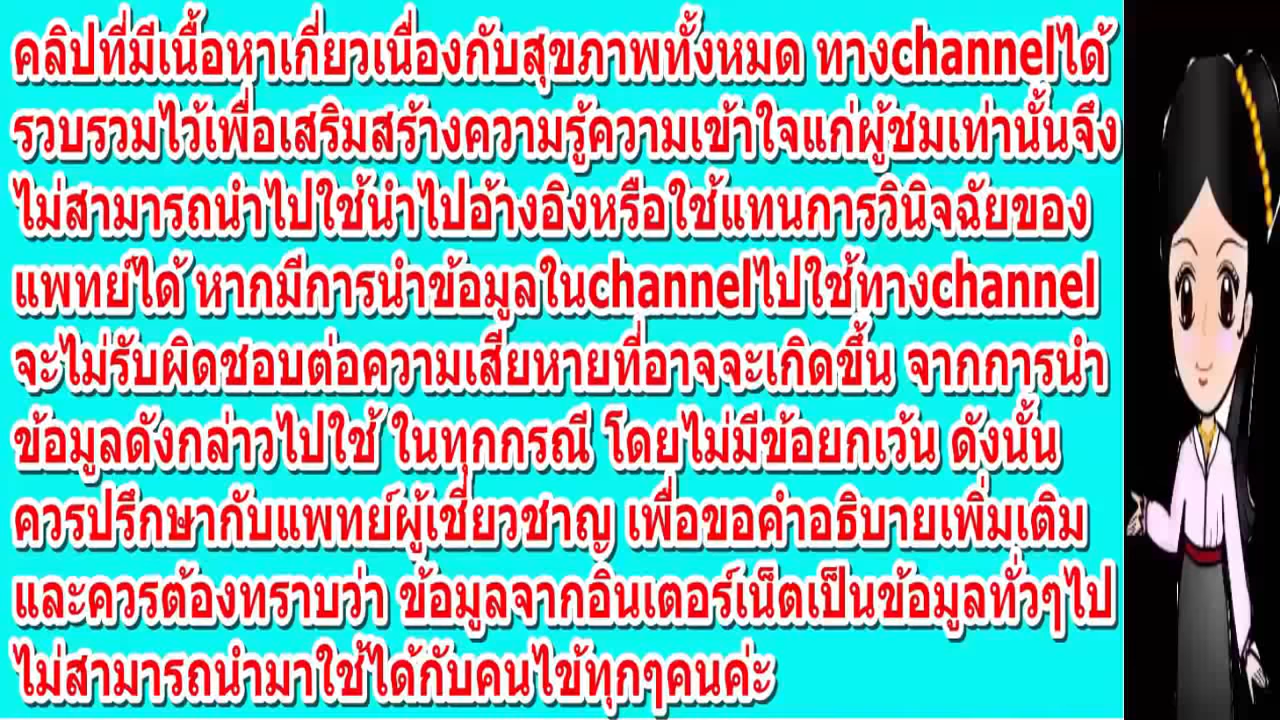 คลิปที่มีเนื้อหาเกี่ยวเนื่องกับสุขภาพทั้งหมด ทางchannelได้
รวบรวมไว้เพื่อเสริมสร้างความรู้ความเข้าใจแก่ผู้ชมเท่านั้นจึง
ไม่สามารถนำไปใช้นำไปอ้างอิงหรือใช้แทนการวินิจฉัยของ
แพทย์ได้ หากมีการนำข้อมูลในchannelไปใช้ทางchannel
จะไม่รับผิดชอบต่อความเสียหายที่อาจจะเกิดขึ้น จากการนำ
ข้อมูลดังกล่าวไปใช้ ในทุกกรณี โดยไม่มีข้อยกเว้น ดังนั้น
ควรปรึกษากับแพทย์ผู้เชี่ยวชาญ เพื่อขอคำอธิบายเพิ่มเติม
และควรต้องทราบว่า ข้อมูลจากอินเตอร์เน็ตเป็นข้อมูลทั่วๆไป
ไม่สามารถนำมาใช้ได้กับคนไข้ทุกๆคนค่ะ